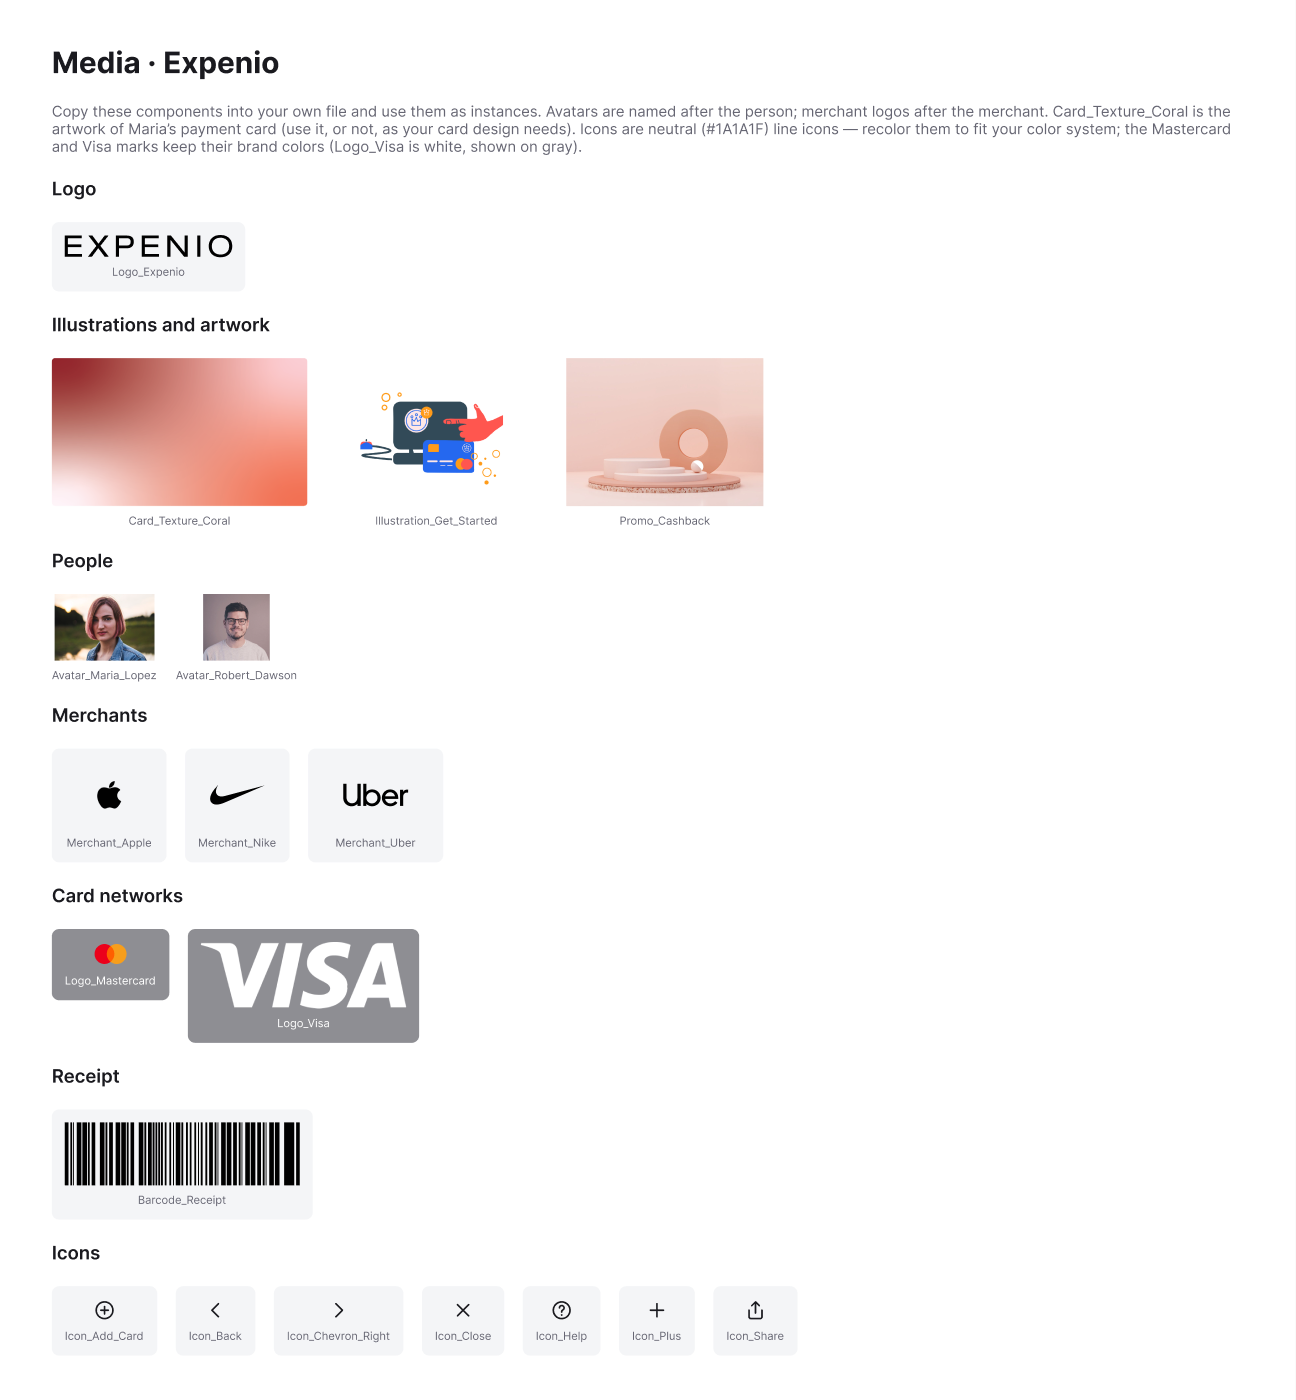 Media · Expenio
Copy these components into your own file and use them as instances. Avatars are named after the person; merchant logos after the merchant. Card_Texture_Coral is the
artwork of Maria’s payment card (use it, or not, as your card design needs). Icons are neutral (#1A1A1F) line icons — recolor them to fit your color system; the Mastercard
and Visa marks keep their brand colors (Logo_Visa is white, shown on gray).
Logo
EXPENIO
Logo_Expenio
Illustrations and artwork
Card_Texture_Coral
Illustration_Get_Started
Promo_Cashback
People
Avatar_Maria_Lopez
Avatar_Robert_Dawson
Merchants
Uber
Merchant_Apple
Merchant_Nike
Merchant_Uber
Card networks
VISA
Logo_Mastercard
Logo_Visa
Receipt
Barcode_Receipt
Icons
Icon_Add_Card
Icon_Back
Icon_Chevron_Right
Icon_Close
Icon_Help
Icon_Plus
Icon_Share